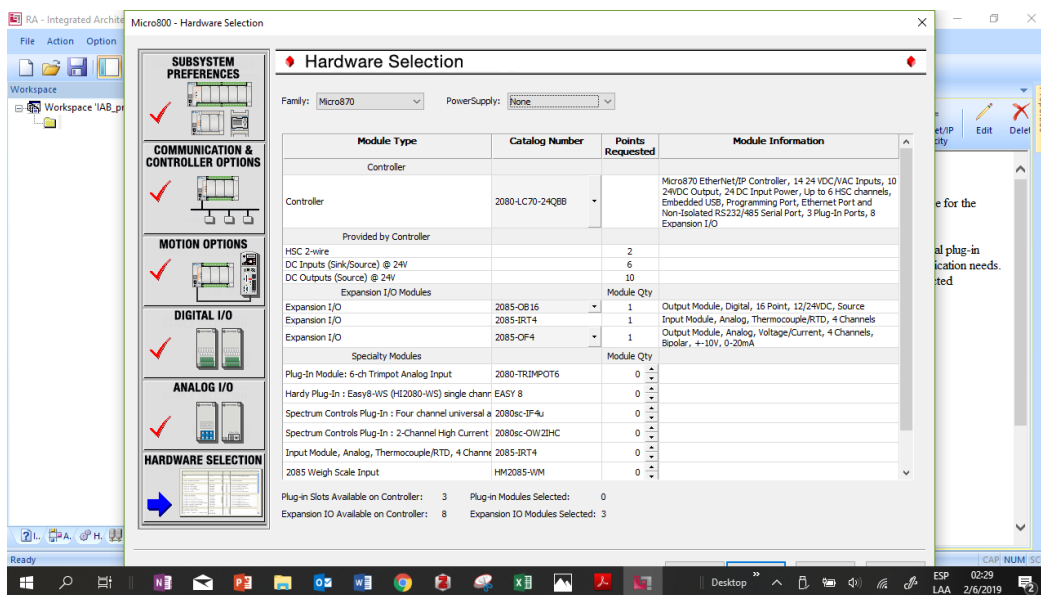 RA - Integrated Archite
Micro800 - Hardware Selection
File Action Option
Workspace
Workspace 'IAB_pr
SUBSYSTEM
PREFERENCES
COMMUNICATION &
CONTROLLER OPTIONS
MOTION OPTIONS
DIGITAL I/O
ANALOG I/O
HARDWARE SELECTION
Hardware Selection
Family: Micro870 PowerSupply: None
Module Type Catalog Number Points Requested Module Information
Controller
Controller 2080-LC70-24QBB Micro870 EtherNet/IP Controller, 14 24 VDC/VAC Inputs, 10
24VDC Output, 24 DC Input Power, Up to 6 HSC channels,
Embedded USB, Programming Port, Ethernet Port and
Non-Isolated RS232/485 Serial Port, 3 Plug-In Ports, 8
Expansion I/O
Provided by Controller
HSC 2-wire 2
DC Inputs (Sink/Source) @ 24V 6
DC Outputs (Source) @ 24V 10
Expansion I/O Modules Module Qty
Expansion I/O 2085-OB16 1 Output Module, Digital, 16 Point, 12/24VDC, Source
Expansion I/O 2085-IRT4 1 Input Module, Analog, Thermocouple/RTD, 4 Channels
Expansion I/O 2085-OF4 1 Output Module, Analog, Voltage/Current, 4 Channels,
Bipolar, +-10V, 0-20mA
Specialty Modules Module Qty
Plug-In Module: 6-ch Trimpot Analog Input 2080-TRIMPOT6 0
Hardy Plug-In : Easy8-WS (HI2080-WS) single chanr EASY 8 0
Spectrum Controls Plug-In : Four channel universal a 2080sc-IF4u 0
Spectrum Controls Plug-In : 2-Channel High Current 2080sc-OW2IHC 0
Input Module, Analog, Thermocouple/RTD, 4 Channe 2085-IRT4 0
2085 Weigh Scale Input HM2085-WM 0
Plug-in Slots Available on Controller: 3 Plug-in Modules Selected: 0
Expansion IO Available on Controller: 8 Expansion IO Modules Selected: 3
et/IP Edit Delet
city
e for the
al plug-in
ication needs.
cted
I.. A. H.
Ready
CAP NUM SC
Desktop
ESP
LAA
02:29
2/6/2019